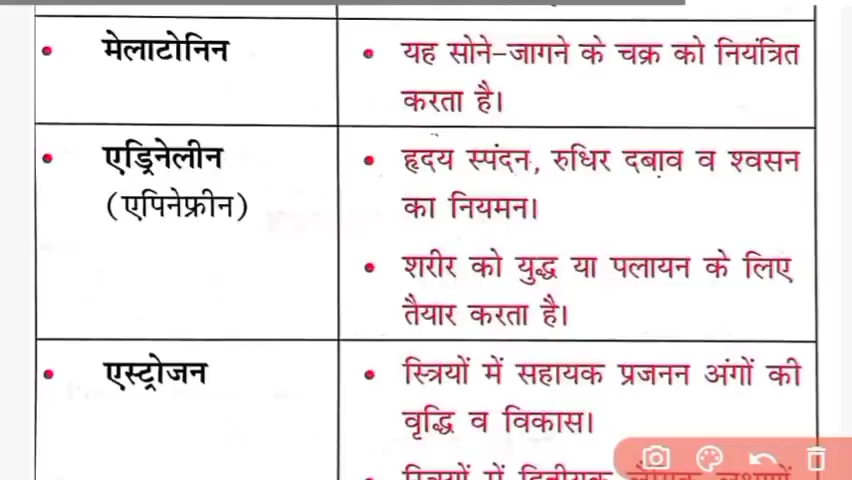 मेलाटोनिन
यह सोने-जागने के चक्र को नियंत्रित
करता है।
एड्रिनेलीन
(एपिनेफ्रीन)
हृदय स्पंदन, रुधिर दबाव व श्वसन
का नियमन।
शरीर को युद्ध या पलायन के लिए
तैयार करता है।
एस्ट्रोजन
स्त्रियों में सहायक प्रजनन अंगों की
वृद्धि व विकास।